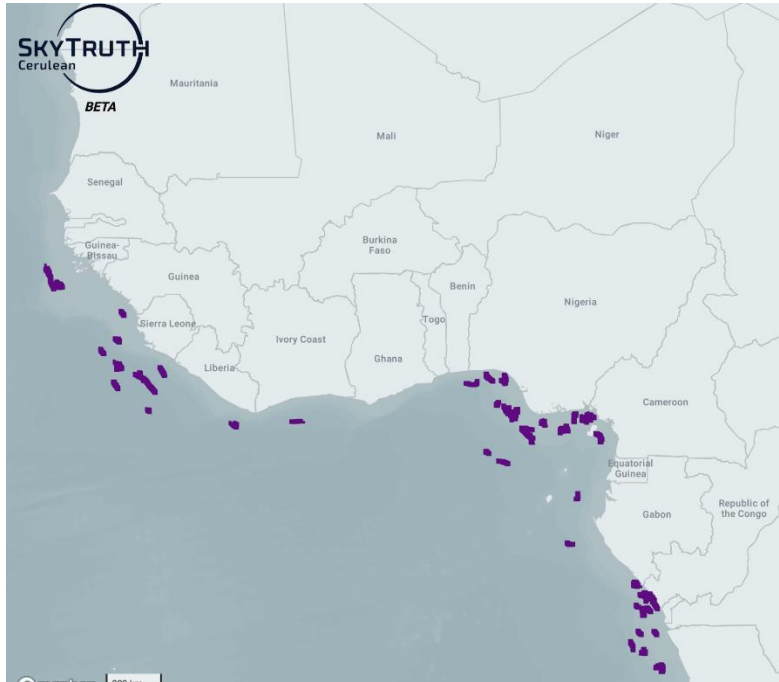 SKYTRUTH
Cerulean
BETA
Mauritania
Mali
Niger
Senegal
Guinea-
Bissau
Burkina
Faso
Guinea
Benin
Nigeria
Togo
Sierra Leone
Ivory Coast
Ghana
Liberia
Cameroon
Equatorial
Guinea
Gabon
Republic of
the Congo